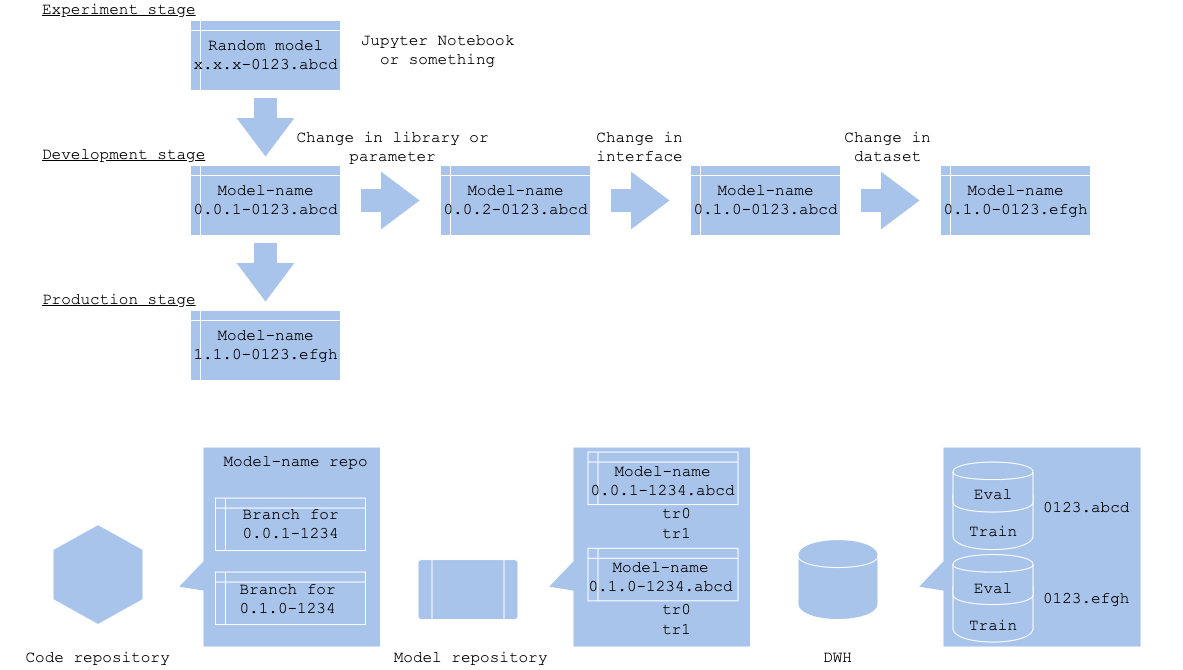 Experiment stage
Random model
x.x.x-0123.abcd
Jupyter Notebook
or something
Change in library or
parameter
Change in
interface
Change in
dataset
Development stage
Model-name
0.0.1-0123.abcd
Model-name
0.0.2-0123.abcd
Model-name
0.1.0-0123.abcd
Model-name
0.1.0-0123.efgh
Production stage
Model-name
1.1.0-0123.efgh
Model-name repo
Branch for
0.0.1-1234
Branch for
0.1.0-1234
Code repository
Model-name
0.0.1-1234.abcd
tr0
tr1
Model-name
0.1.0-1234.abcd
tr0
tr1
Model repository
Eval
Train
0123.abcd
Eval
Train
0123.efgh
DWH